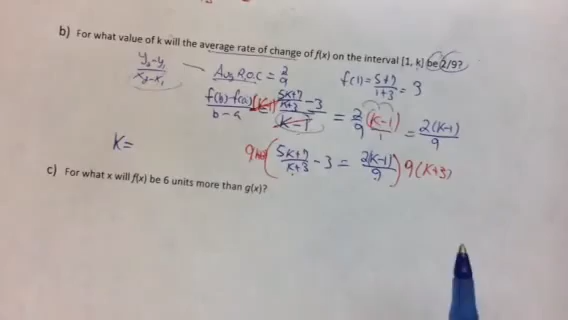 b) For what value of k will the average rate of change of f(x) on the interval [1, k] be 2/9?
y₂-y₁ / x₂-x₁ — Avg R.O.C = 2/9 f(1) = 5+7 / 1+3 = 3
f(b)-f(a) / b-a = (k-1) (5k+7 / k+3 - 3) / k-1 = 2/9 (k-1) / 1 = 2(k-1) / 9
k=
( 5k+7 / k+3 - 3 = 2(k-1) / 9 ) 9(k+3)
c) For what x will f(x) be 6 units more than g(x)?